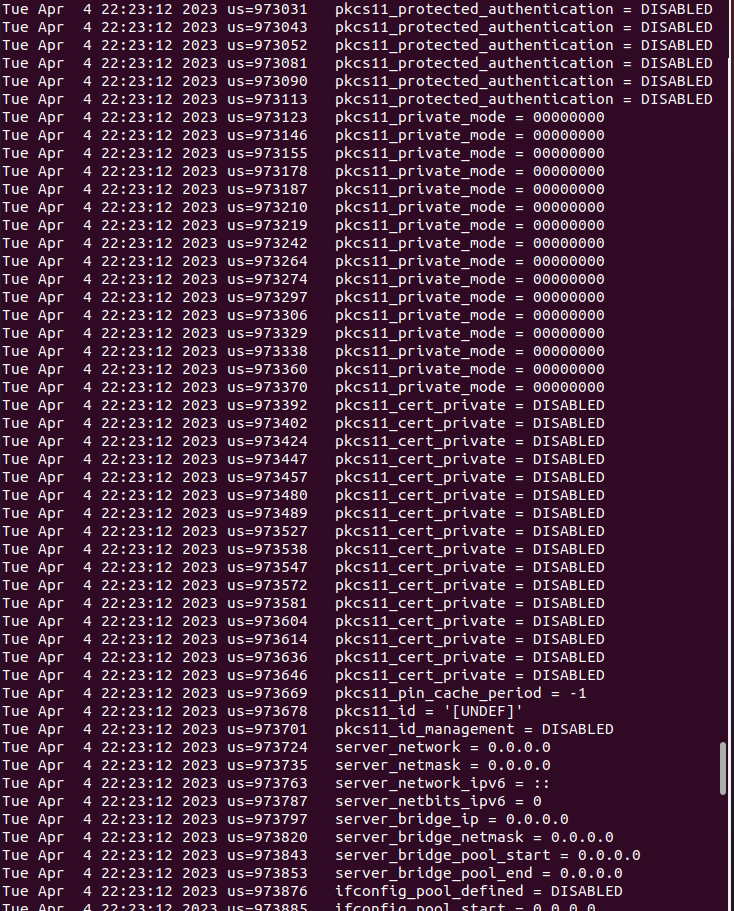 Tue Apr  4 22:23:12 2023 us=973031   pkcs11_protected_authentication = DISABLED
Tue Apr  4 22:23:12 2023 us=973043   pkcs11_protected_authentication = DISABLED
Tue Apr  4 22:23:12 2023 us=973052   pkcs11_protected_authentication = DISABLED
Tue Apr  4 22:23:12 2023 us=973081   pkcs11_protected_authentication = DISABLED
Tue Apr  4 22:23:12 2023 us=973090   pkcs11_protected_authentication = DISABLED
Tue Apr  4 22:23:12 2023 us=973113   pkcs11_protected_authentication = DISABLED
Tue Apr  4 22:23:12 2023 us=973123   pkcs11_private_mode = 00000000
Tue Apr  4 22:23:12 2023 us=973146   pkcs11_private_mode = 00000000
Tue Apr  4 22:23:12 2023 us=973155   pkcs11_private_mode = 00000000
Tue Apr  4 22:23:12 2023 us=973178   pkcs11_private_mode = 00000000
Tue Apr  4 22:23:12 2023 us=973187   pkcs11_private_mode = 00000000
Tue Apr  4 22:23:12 2023 us=973210   pkcs11_private_mode = 00000000
Tue Apr  4 22:23:12 2023 us=973219   pkcs11_private_mode = 00000000
Tue Apr  4 22:23:12 2023 us=973242   pkcs11_private_mode = 00000000
Tue Apr  4 22:23:12 2023 us=973264   pkcs11_private_mode = 00000000
Tue Apr  4 22:23:12 2023 us=973274   pkcs11_private_mode = 00000000
Tue Apr  4 22:23:12 2023 us=973297   pkcs11_private_mode = 00000000
Tue Apr  4 22:23:12 2023 us=973306   pkcs11_private_mode = 00000000
Tue Apr  4 22:23:12 2023 us=973329   pkcs11_private_mode = 00000000
Tue Apr  4 22:23:12 2023 us=973338   pkcs11_private_mode = 00000000
Tue Apr  4 22:23:12 2023 us=973360   pkcs11_private_mode = 00000000
Tue Apr  4 22:23:12 2023 us=973370   pkcs11_private_mode = 00000000
Tue Apr  4 22:23:12 2023 us=973392   pkcs11_cert_private = DISABLED
Tue Apr  4 22:23:12 2023 us=973402   pkcs11_cert_private = DISABLED
Tue Apr  4 22:23:12 2023 us=973424   pkcs11_cert_private = DISABLED
Tue Apr  4 22:23:12 2023 us=973447   pkcs11_cert_private = DISABLED
Tue Apr  4 22:23:12 2023 us=973457   pkcs11_cert_private = DISABLED
Tue Apr  4 22:23:12 2023 us=973480   pkcs11_cert_private = DISABLED
Tue Apr  4 22:23:12 2023 us=973489   pkcs11_cert_private = DISABLED
Tue Apr  4 22:23:12 2023 us=973527   pkcs11_cert_private = DISABLED
Tue Apr  4 22:23:12 2023 us=973538   pkcs11_cert_private = DISABLED
Tue Apr  4 22:23:12 2023 us=973547   pkcs11_cert_private = DISABLED
Tue Apr  4 22:23:12 2023 us=973572   pkcs11_cert_private = DISABLED
Tue Apr  4 22:23:12 2023 us=973581   pkcs11_cert_private = DISABLED
Tue Apr  4 22:23:12 2023 us=973604   pkcs11_cert_private = DISABLED
Tue Apr  4 22:23:12 2023 us=973614   pkcs11_cert_private = DISABLED
Tue Apr  4 22:23:12 2023 us=973636   pkcs11_cert_private = DISABLED
Tue Apr  4 22:23:12 2023 us=973646   pkcs11_cert_private = DISABLED
Tue Apr  4 22:23:12 2023 us=973669   pkcs11_pin_cache_period = -1
Tue Apr  4 22:23:12 2023 us=973678   pkcs11_id = '[UNDEF]'
Tue Apr  4 22:23:12 2023 us=973701   pkcs11_id_management = DISABLED
Tue Apr  4 22:23:12 2023 us=973724   server_network = 0.0.0.0
Tue Apr  4 22:23:12 2023 us=973735   server_netmask = 0.0.0.0
Tue Apr  4 22:23:12 2023 us=973763   server_network_ipv6 = ::
Tue Apr  4 22:23:12 2023 us=973787   server_netbits_ipv6 = 0
Tue Apr  4 22:23:12 2023 us=973797   server_bridge_ip = 0.0.0.0
Tue Apr  4 22:23:12 2023 us=973820   server_bridge_netmask = 0.0.0.0
Tue Apr  4 22:23:12 2023 us=973843   server_bridge_pool_start = 0.0.0.0
Tue Apr  4 22:23:12 2023 us=973853   server_bridge_pool_end = 0.0.0.0
Tue Apr  4 22:23:12 2023 us=973876   ifconfig_pool_defined = DISABLED
Tue Apr  4 22:23:12 2023 us=973885   ifconfig_pool_start = 0.0.0.0